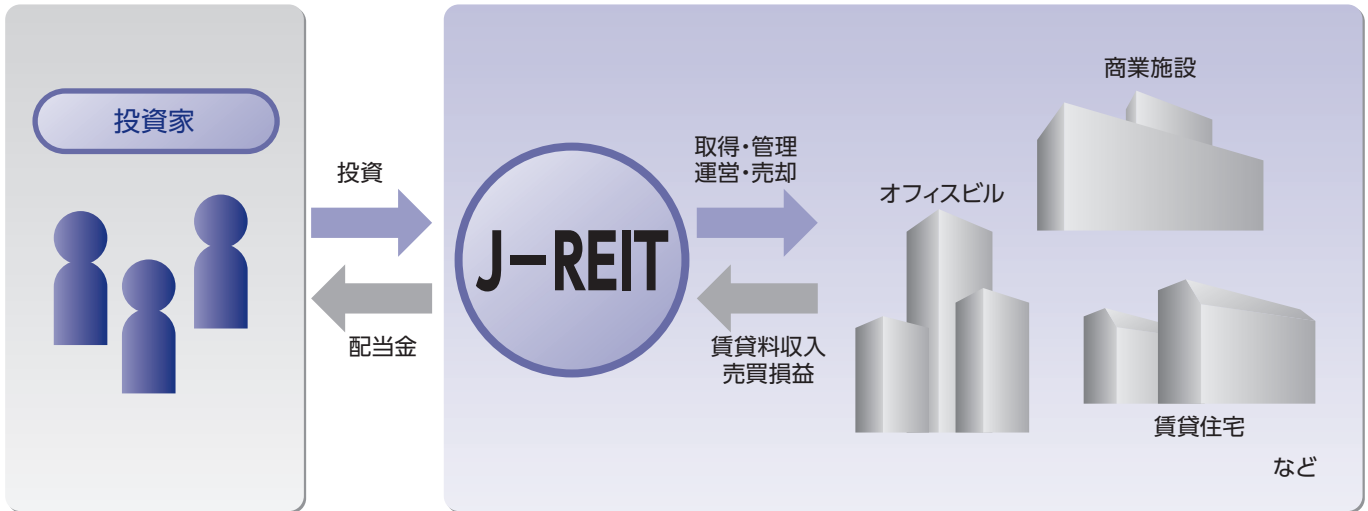 投資家
投資
配当金
J−REIT
取得・管理
運営・売却
賃貸料収入
売買損益
商業施設
オフィスビル
賃貸住宅
など